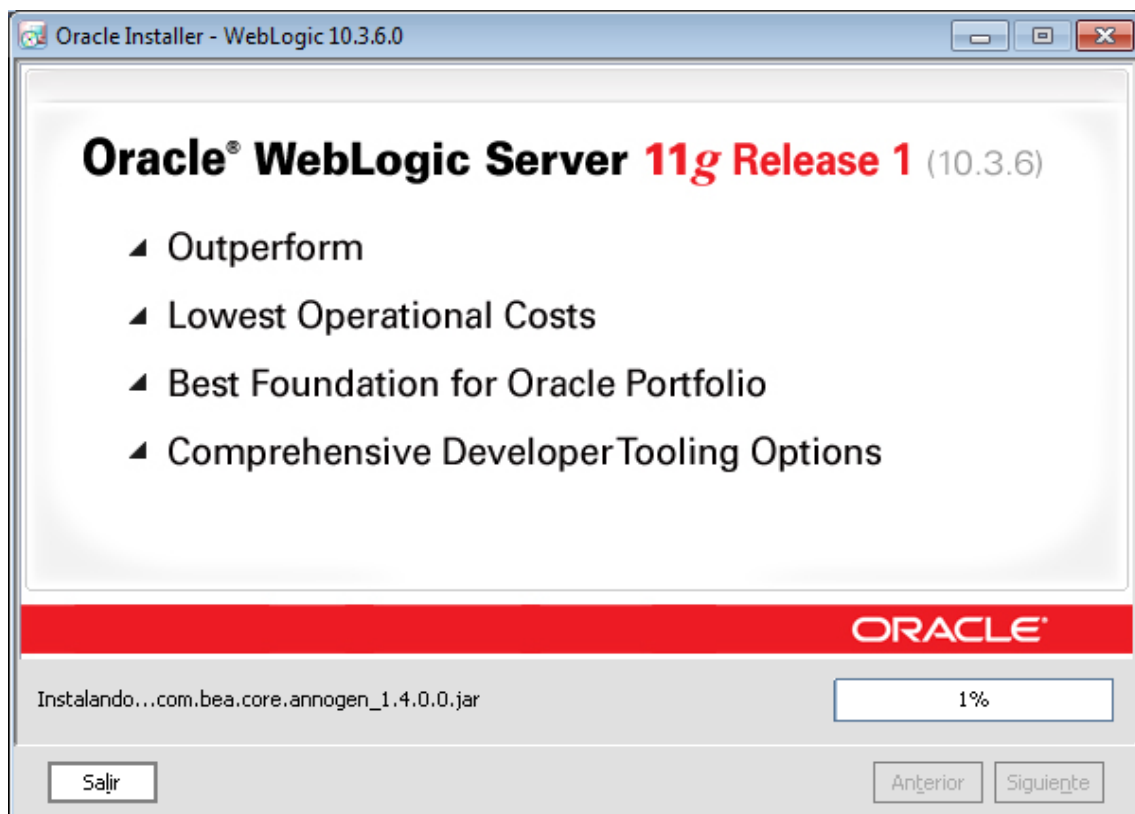 Oracle Installer - WebLogic 10.3.6.0
Oracle® WebLogic Server 11g Release 1 (10.3.6)
Outperform
Lowest Operational Costs
Best Foundation for Oracle Portfolio
Comprehensive Developer Tooling Options
ORACLE®
Instalando...com.bea.core.annogen_1.4.0.0.jar
1%
Salir
Anterior
Siguiente